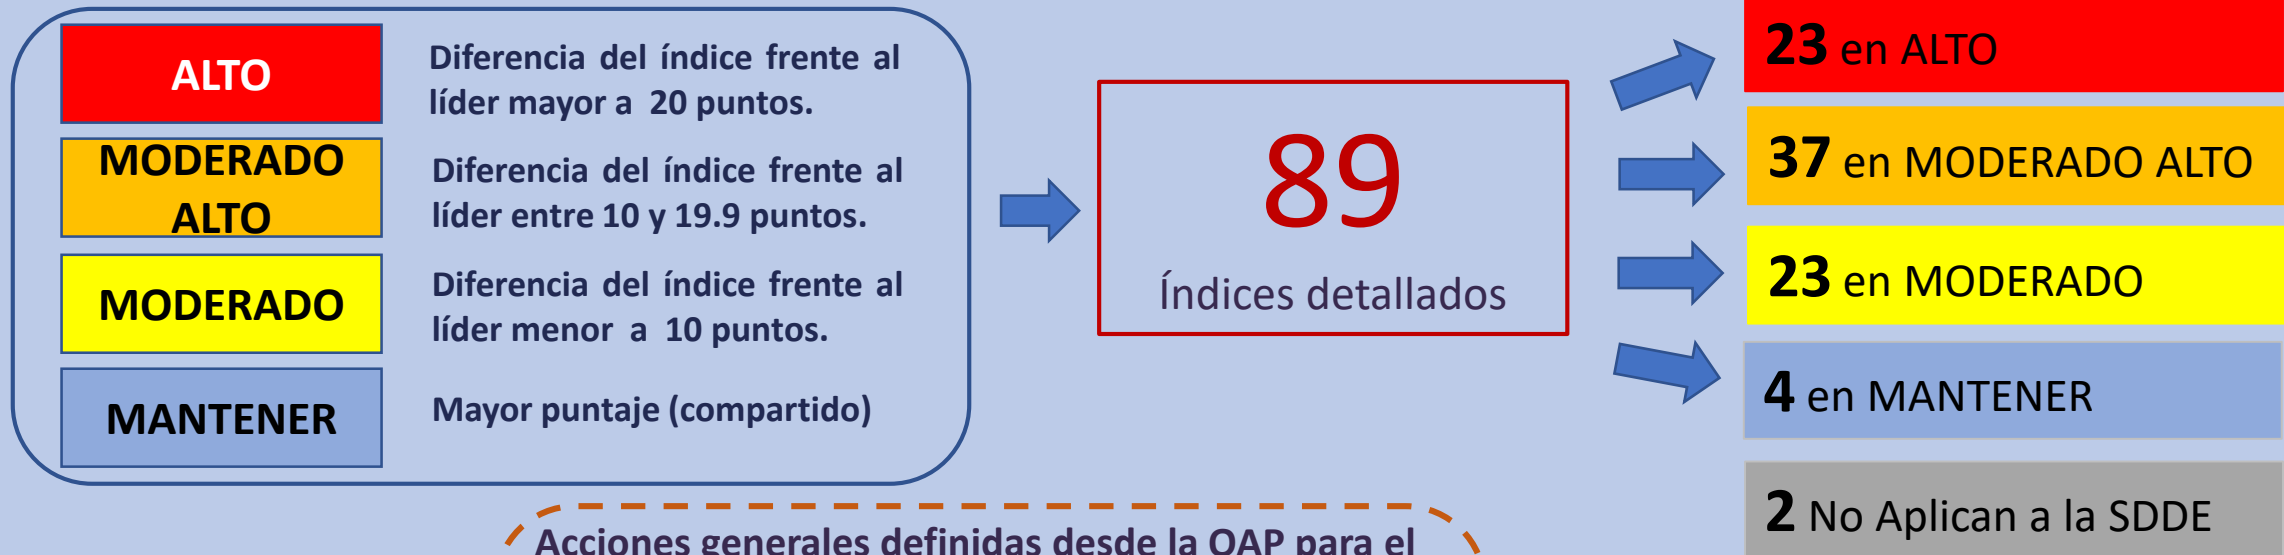 ALTO
Diferencia del índice frente al
líder mayor a 20 puntos.
MODERADO
ALTO
Diferencia del índice frente al
líder entre 10 y 19.9 puntos.
MODERADO
Diferencia del índice frente al
líder menor a 10 puntos.
MANTENER
Mayor puntaje (compartido)
89
Índices detallados
23 en ALTO
37 en MODERADO ALTO
23 en MODERADO
4 en MANTENER
2 No Aplican a la SDDE
Acciones generales definidas desde la OAP para el